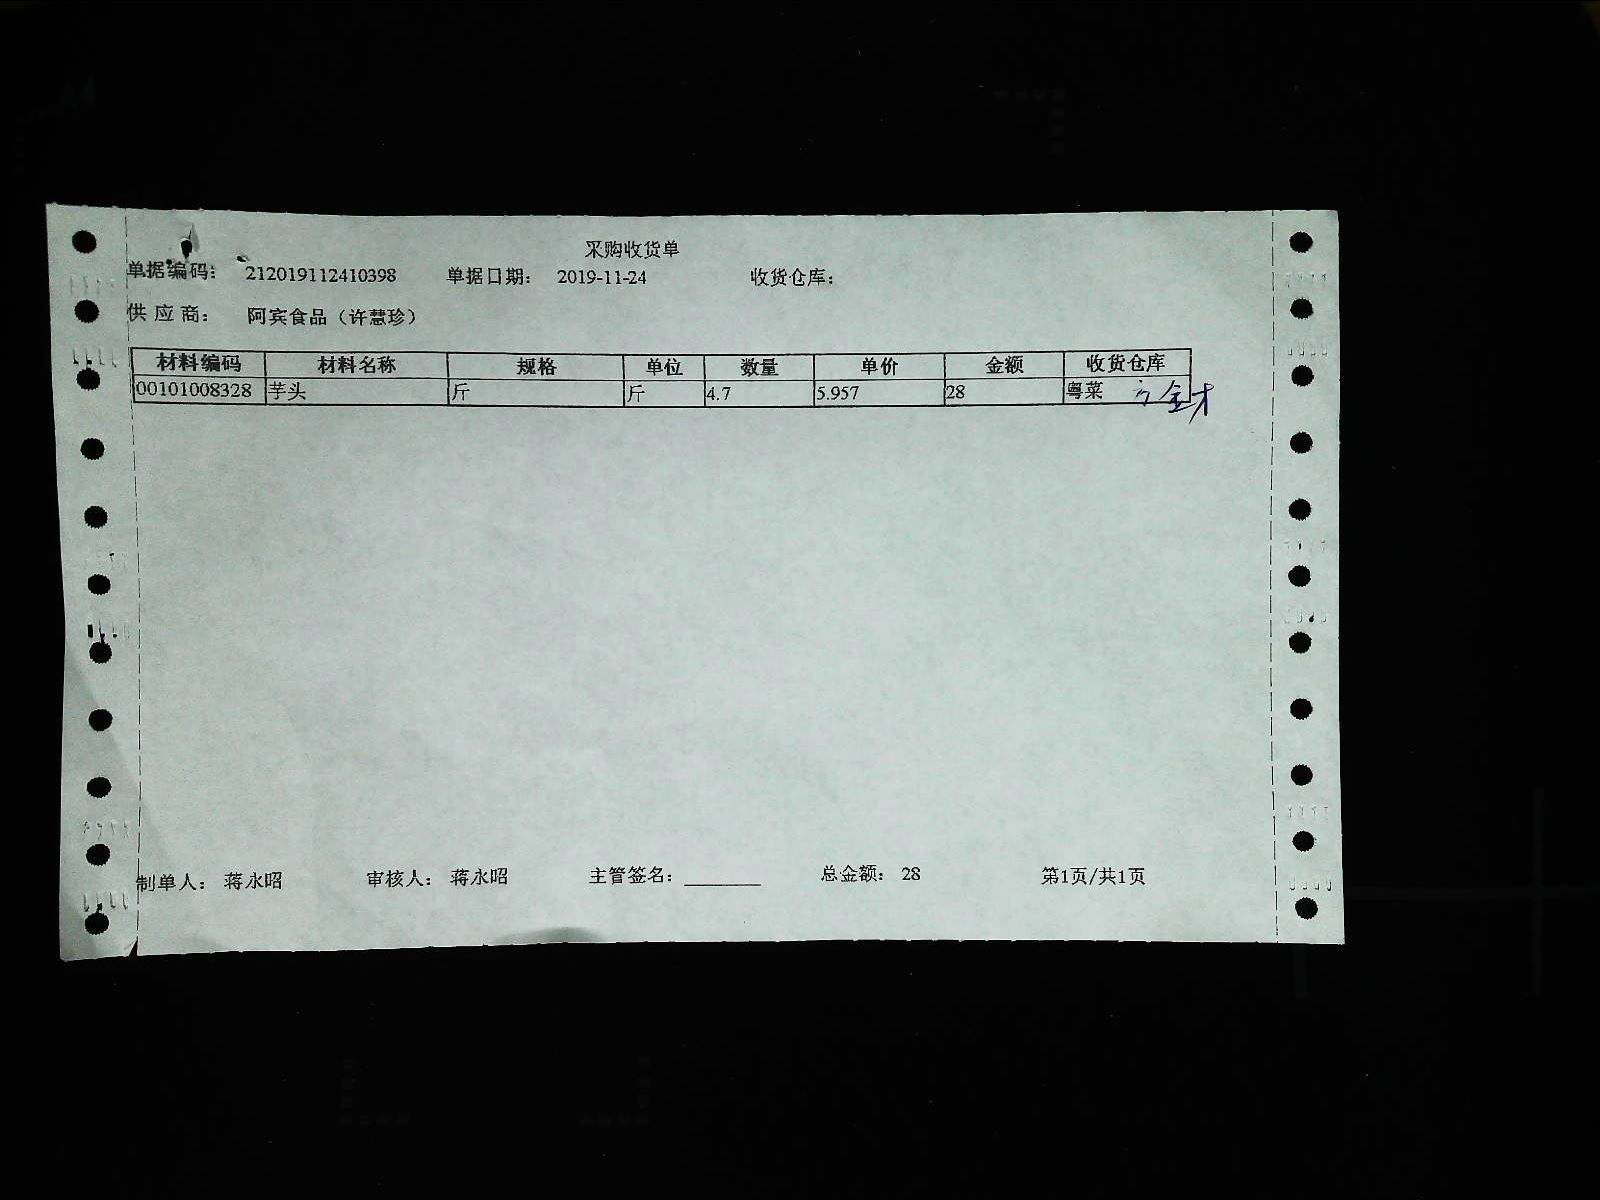 采购收货单
单据编码： 212019112410398 单据日期： 2019-11-24 收货仓库：
供应商： 阿宾食品（许慧珍）
材料编码 材料名称 规格 单位 数量 单价 金额 收货仓库
00101008328 芋头 斤 斤 4.7 5.957 28 粤菜
制单人： 蒋永昭 审核人： 蒋永昭 主管签名：________ 总金额： 28 第1页/共1页